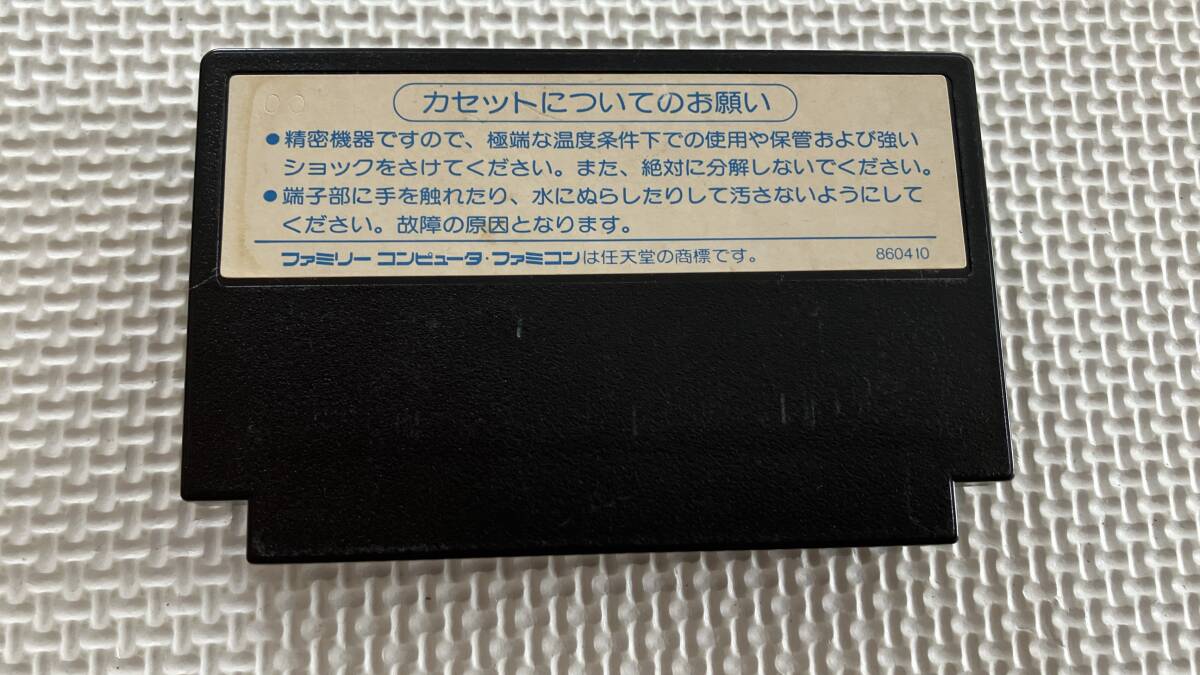 カセットについてのお願い
●精密機器ですので、極端な温度条件下での使用や保管および強い
ショックをさけてください。また、絶対に分解しないでください。
●端子部に手を触れたり、水にぬらしたりして汚さないようにして
ください。故障の原因となります。
ファミリー コンピュータ・ファミコンは任天堂の商標です。 860410